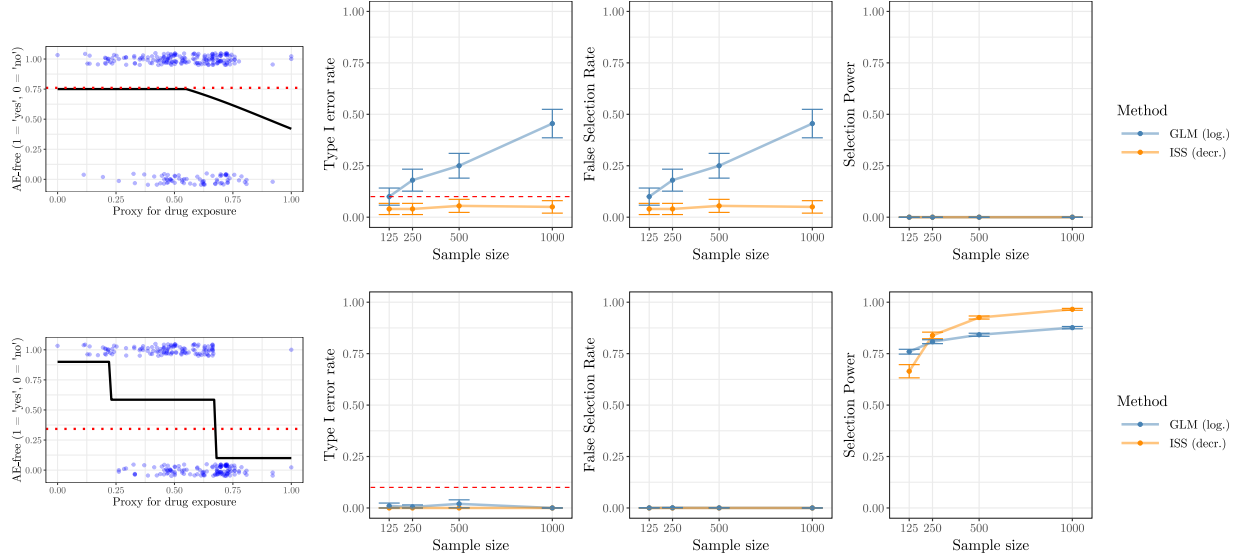 AE-free (1 = 'yes', 0 = 'no')
1.00
0.75
0.50
0.25
0.00
0.00 0.25 0.50 0.75 1.00
Proxy for drug exposure
Type I error rate
1.00
0.75
0.50
0.25
0.00
125 250 500 1000
Sample size
False Selection Rate
1.00
0.75
0.50
0.25
0.00
125 250 500 1000
Sample size
Selection Power
1.00
0.75
0.50
0.25
0.00
125 250 500 1000
Sample size
Method
GLM (log.)
ISS (decr.)
AE-free (1 = 'yes', 0 = 'no')
1.00
0.75
0.50
0.25
0.00
0.00 0.25 0.50 0.75 1.00
Proxy for drug exposure
Type I error rate
1.00
0.75
0.50
0.25
0.00
125 250 500 1000
Sample size
False Selection Rate
1.00
0.75
0.50
0.25
0.00
125 250 500 1000
Sample size
Selection Power
1.00
0.75
0.50
0.25
0.00
125 250 500 1000
Sample size
Method
GLM (log.)
ISS (decr.)